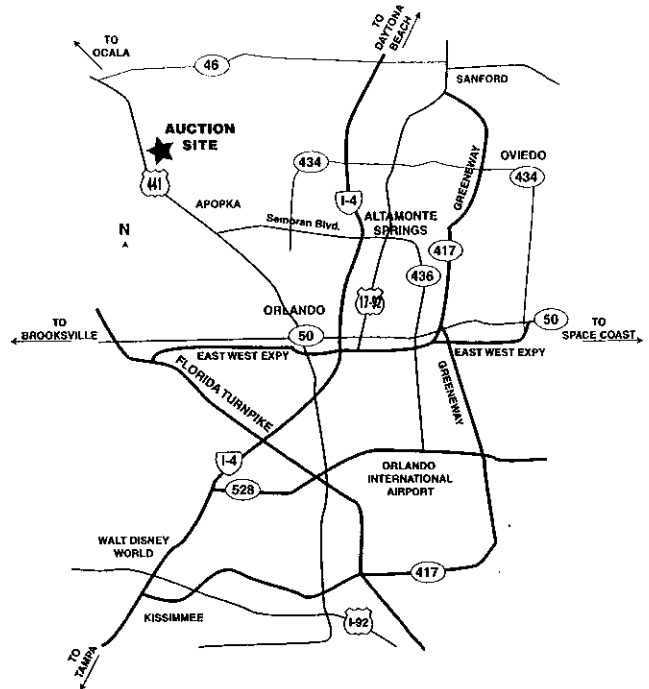 TO
DAYTONA
BEACH
TO
OCALA
46
SANFORD
AUCTION
SITE
434
OVIEDO
GREENEWAY
434
441
I-4
APOPKA
ALTAMONTE
SPRINGS
Semoran Blvd.
N
417
436
17-92
ORLANDO
50
50
TO
BROOKSVILLE
TO
SPACE COAST
EAST WEST EXPY
EAST WEST EXPY
FLORIDA TURNPIKE
GREENEWAY
I-4
528
ORLANDO
INTERNATIONAL
AIRPORT
WALT DISNEY
WORLD
417
KISSIMMEE
I-92
TO
TAMPA